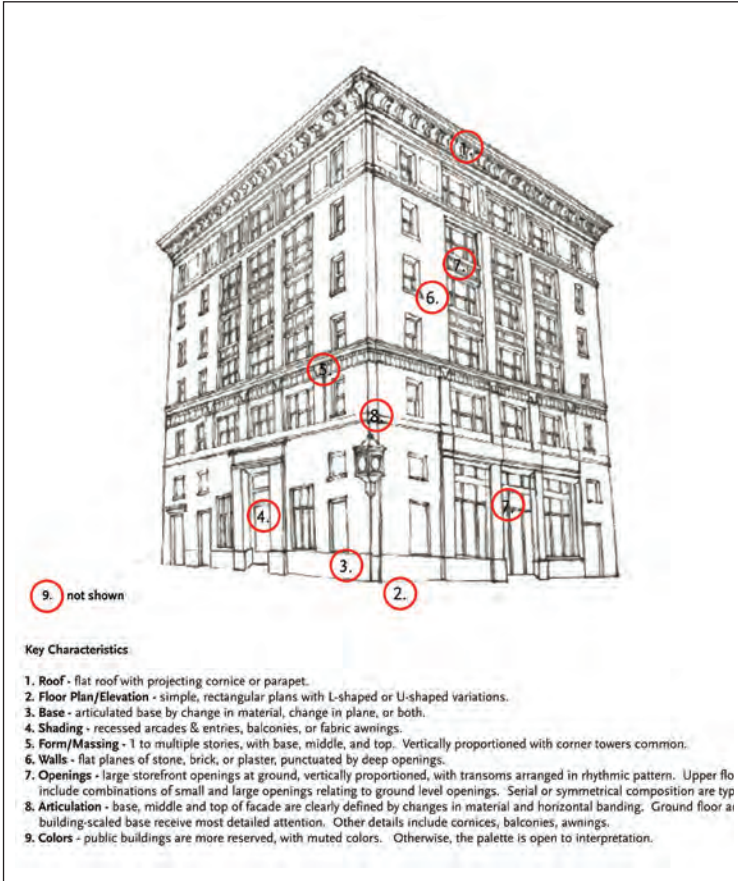 1.
7.
6.
5.
8.
4.
7.
3.
9. not shown
2.
Key Characteristics
1. Roof - flat roof with projecting cornice or parapet.
2. Floor Plan/Elevation - simple, rectangular plans with L-shaped or U-shaped variations.
3. Base - articulated base by change in material, change in plane, or both.
4. Shading - recessed arcades & entries, balconies, or fabric awnings.
5. Form/Massing - 1 to multiple stories, with base, middle, and top. Vertically proportioned with corner towers common.
6. Walls - flat planes of stone, brick, or plaster, punctuated by deep openings.
7. Openings - large storefront openings at ground, vertically proportioned, with transoms arranged in rhythmic pattern. Upper flo
include combinations of small and large openings relating to ground level openings. Serial or symmetrical composition are typ
8. Articulation - base, middle and top of facade are clearly defined by changes in material and horizontal banding. Ground floor a
building-scaled base receive most detailed attention. Other details include cornices, balconies, awnings.
9. Colors - public buildings are more reserved, with muted colors. Otherwise, the palette is open to interpretation.